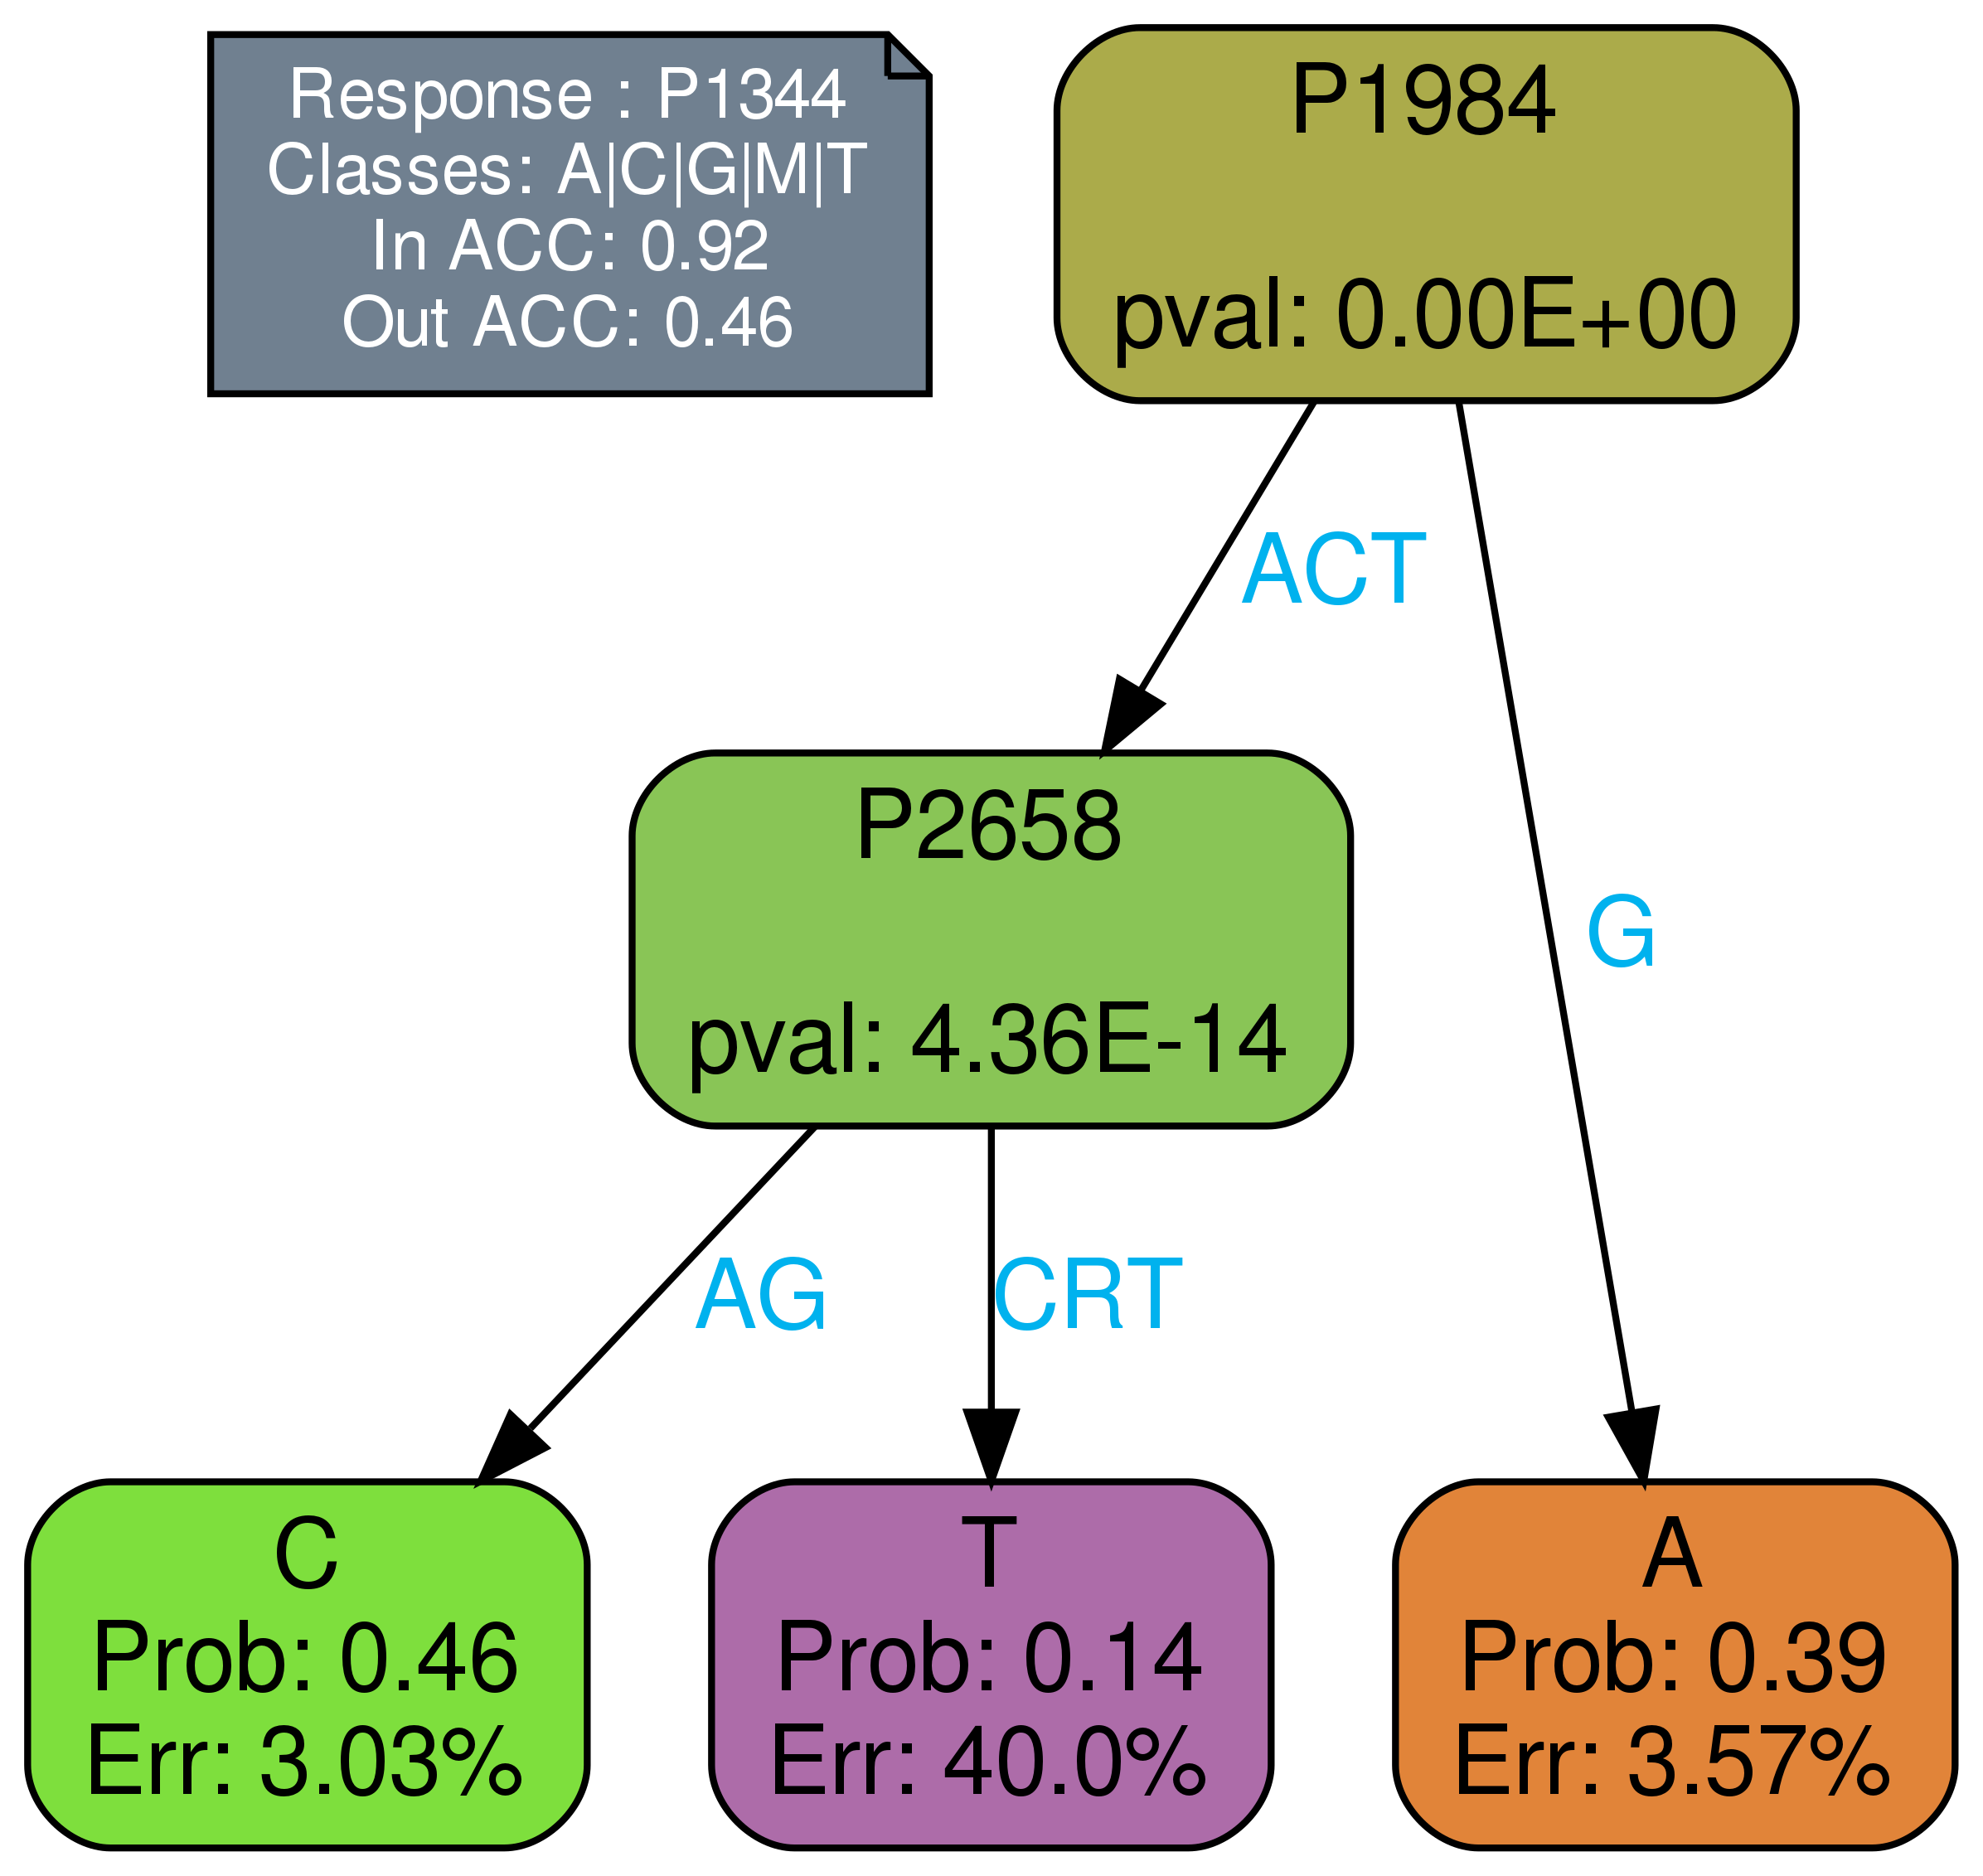 Response : P1344
Classes: A|C|G|M|T
In ACC: 0.92
Out ACC: 0.46
P1984
pval: 0.00E+00
ACT
P2658
pval: 4.36E-14
G
AG
CRT
C
Prob: 0.46
Err: 3.03%
T
Prob: 0.14
Err: 40.0%
A
Prob: 0.39
Err: 3.57%